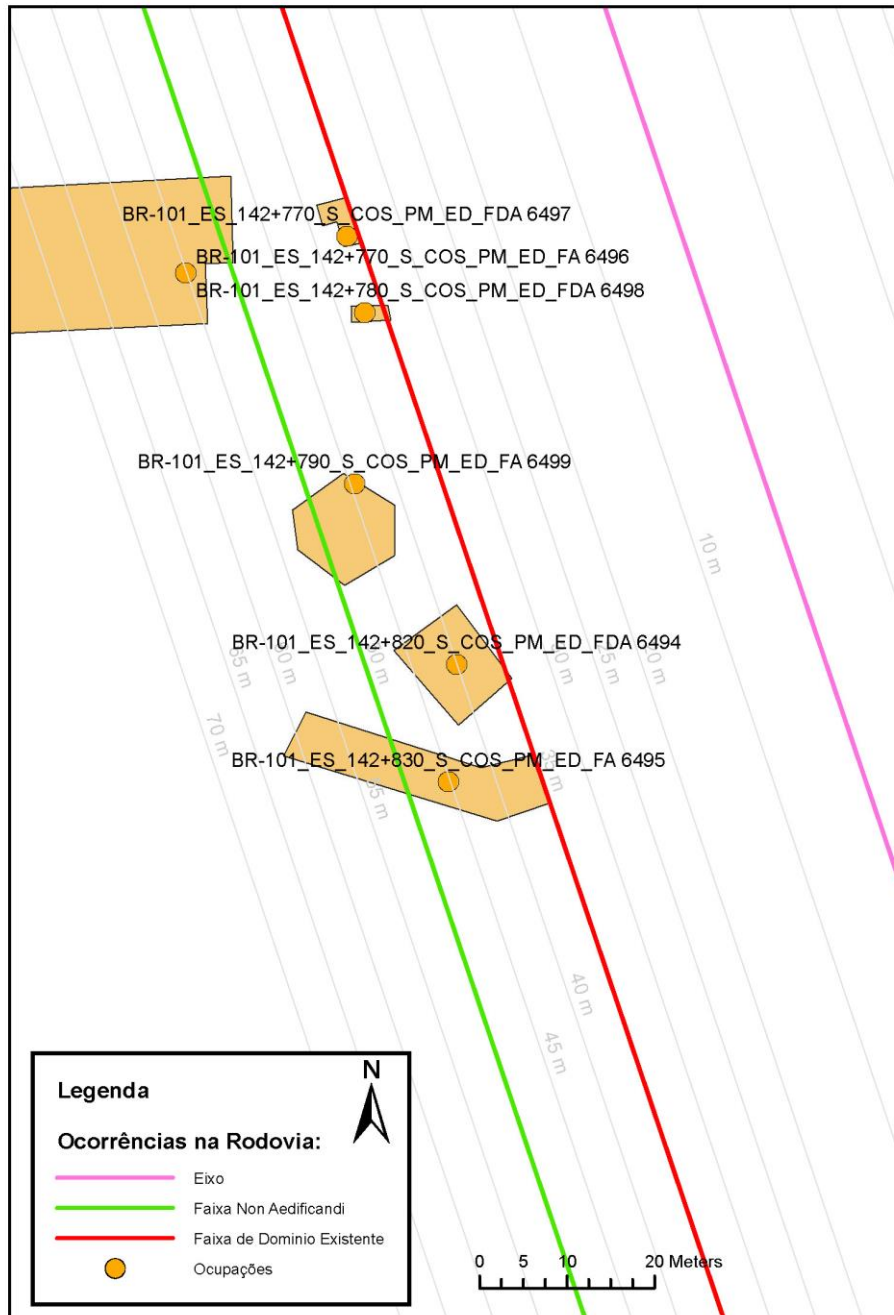 BR-101_ES_142+770_S_COS_PM_ED_FDA 6497
BR-101_ES_142+770_S_COS_PM_ED_FA 6496
BR-101_ES_142+780_S_COS_PM_ED_FDA 6498
BR-101_ES_142+790_S_COS_PM_ED_FA 6499
10 m
BR-101_ES_142+820_S_COS_PM_ED_FDA 6494
70 m
BR-101_ES_142+830_S_COS_PM_ED_FA 6495
40 m
45 m
N
Legenda
Ocorrências na Rodovia:
Eixo
Faixa Non Aedificandi
Faixa de Dominio Existente
Ocupações
0 5 10 20 Meters